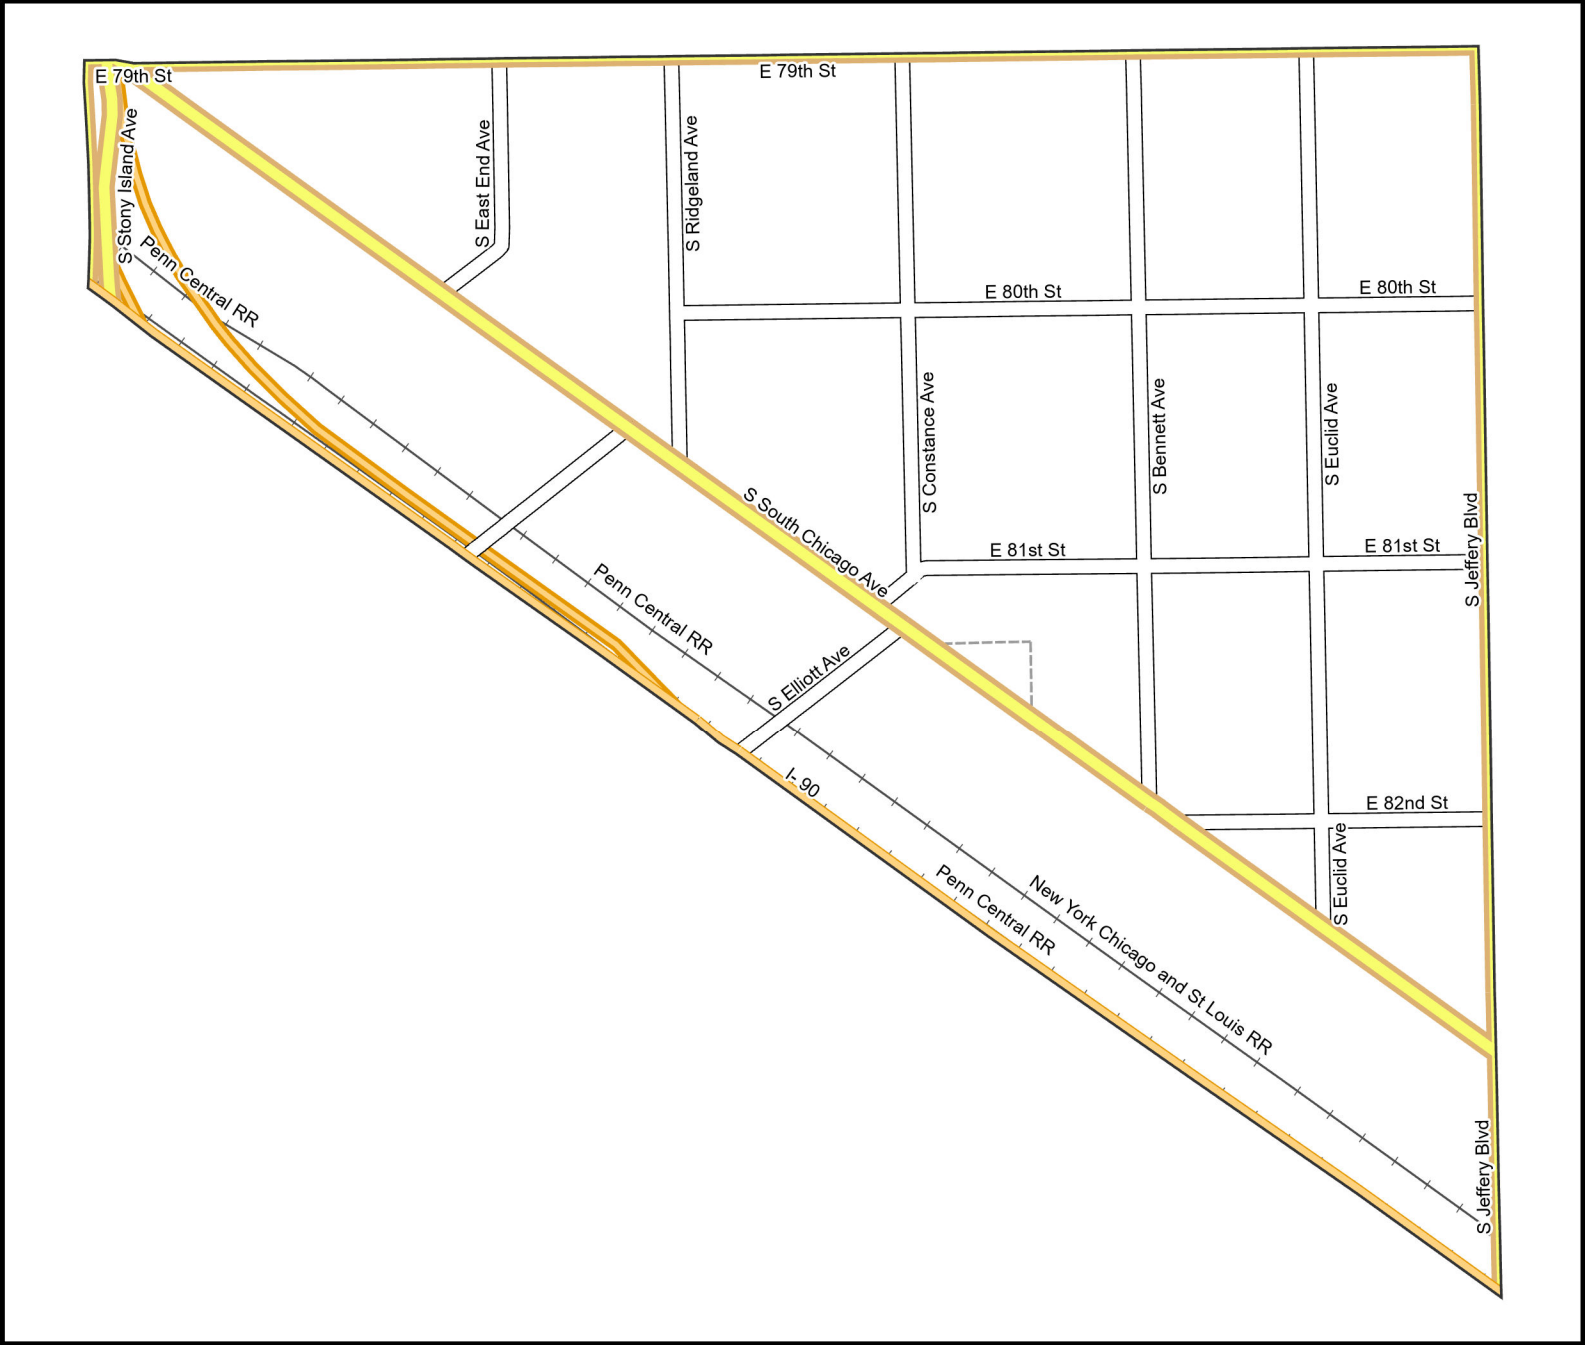 E 79th St
E 79th St
S Stony Island Ave
S East End Ave
S Ridgeland Ave
Penn Central RR
E 80th St
E 80th St
S Constance Ave
S Bennett Ave
S Euclid Ave
S South Chicago Ave
S Jeffery Blvd
E 81st St
E 81st St
Penn Central RR
S Elliott Ave
I- 90
E 82nd St
S Euclid Ave
Penn Central RR
New York Chicago and St Louis RR
S Jeffery Blvd